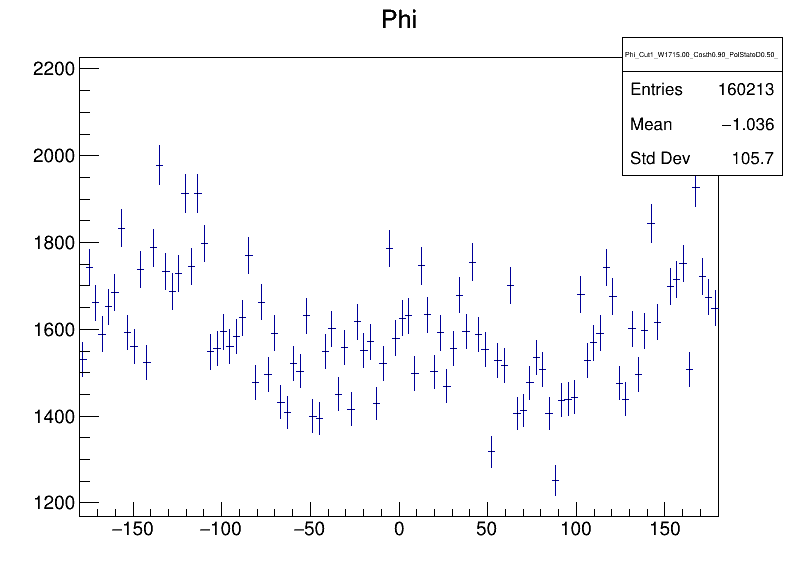 Phi
Phi_Cut1_W1715.00_Costh0.90_PolStateD0.50_
Entries 160213
Mean −1.036
Std Dev 105.7
2200
2000
1800
1600
1400
1200
−150 −100 −50 0 50 100 150